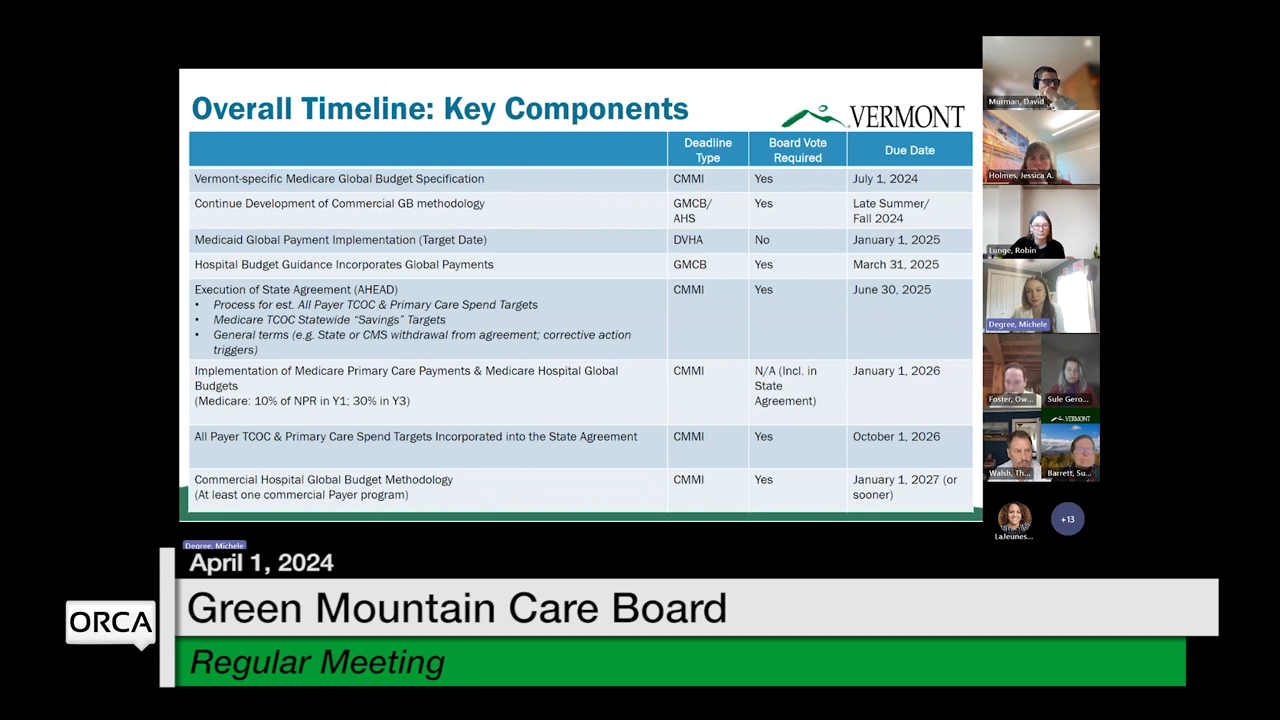 Overall Timeline: Key Components
VERMONT
Deadline Type
Board Vote Required
Due Date
Vermont-specific Medicare Global Budget Specification
CMMI
Yes
July 1, 2024
Continue Development of Commercial GB methodology
GMCB/
AHS
Yes
Late Summer/
Fall 2024
Medicaid Global Payment Implementation (Target Date)
DVHA
No
January 1, 2025
Hospital Budget Guidance Incorporates Global Payments
GMCB
Yes
March 31, 2025
Execution of State Agreement (AHEAD)
• Process for est. All Payer TCOC & Primary Care Spend Targets
• Medicare TCOC Statewide “Savings” Targets
• General terms (e.g. State or CMS withdrawal from agreement; corrective action
triggers)
CMMI
Yes
June 30, 2025
Implementation of Medicare Primary Care Payments & Medicare Hospital Global
Budgets
(Medicare: 10% of NPR in Y1; 30% in Y3)
CMMI
N/A (Incl. in
State
Agreement)
January 1, 2026
All Payer TCOC & Primary Care Spend Targets Incorporated into the State Agreement
CMMI
Yes
October 1, 2026
Commercial Hospital Global Budget Methodology
(At least one commercial Payer program)
CMMI
Yes
January 1, 2027 (or
sooner)
Murman, David
Holmes, Jessica A.
Lunge, Robin
Degree, Michele
Foster, Ow...
Sule Gero...
VERMONT
Walsh, Th...
Barrett, Su...
LaJeunes...
+13
Degree, Michele
April 1, 2024
ORCA
Green Mountain Care Board
Regular Meeting